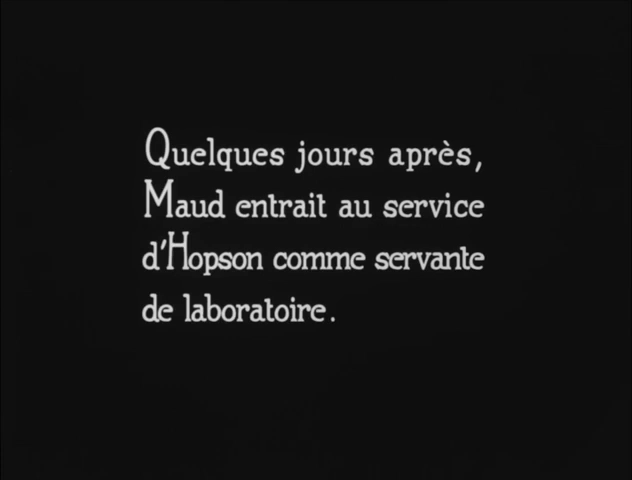 Quelques jours après,
Maud entrait au service
d'Hopson comme servante
de laboratoire.